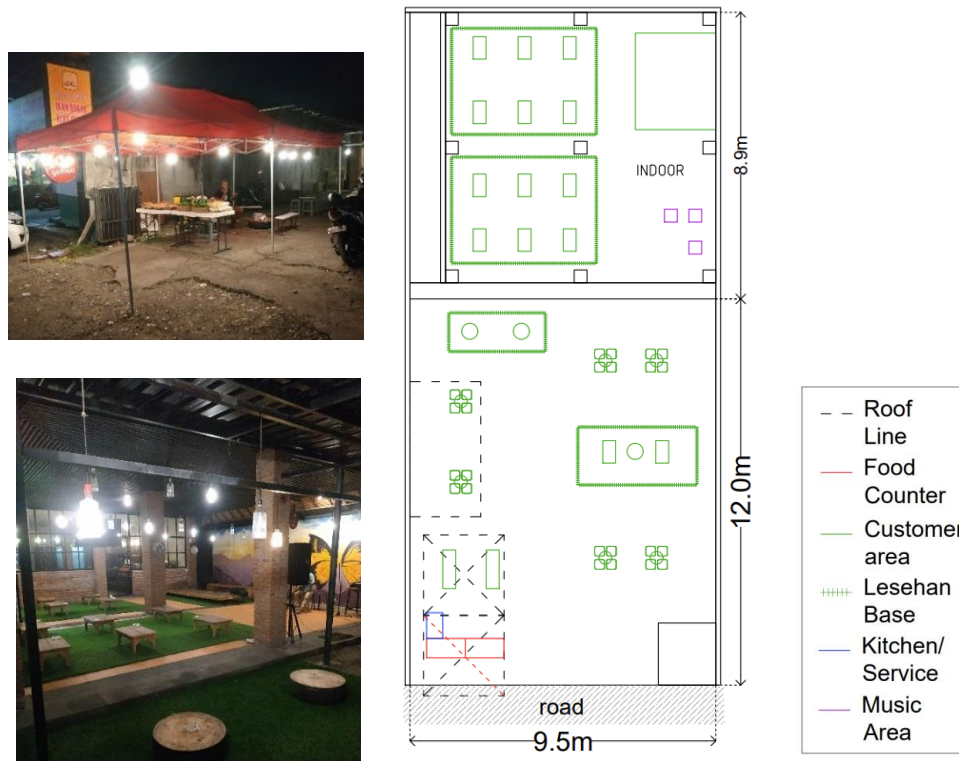 INDOOR
8.9m
12.0m
road
9.5m
Roof
Line
Food
Counter
Customer
area
Lesehan
Base
Kitchen/
Service
Music
Area